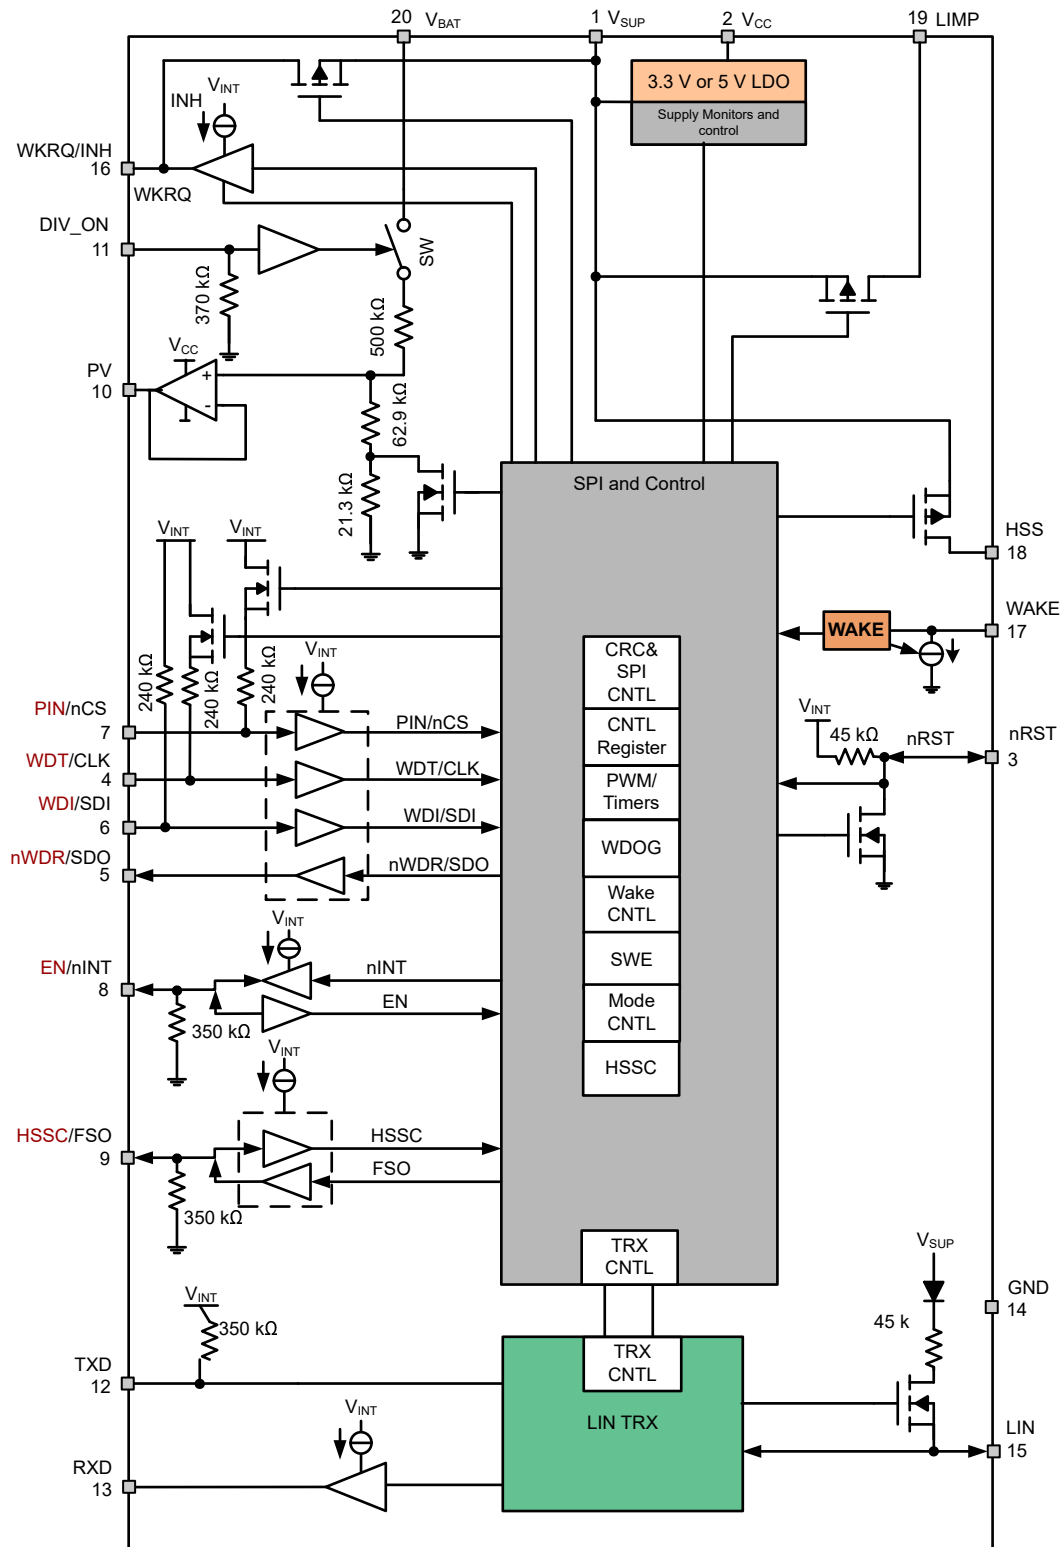 20 VBAT
1 VSUP
2 VCC
19 LIMP
3.3 V or 5 V LDO
Supply Monitors and
control
VINT
INH
WKRQ/INH
16
WKRQ
DIV_ON
11
SW
370 kΩ
500 kΩ
VCC
PV
10
+
-
62.9 kΩ
21.3 kΩ
SPI and Control
HSS
18
VINT
VINT
WAKE
17
WAKE
VINT
240 kΩ
240 kΩ
240 kΩ
CRC&
SPI
CNTL
CNTL
Register
PWM/
Timers
WDOG
Wake
CNTL
SWE
Mode
CNTL
HSSC
PIN/nCS
7
PIN/nCS
WDT/CLK
4
WDT/CLK
WDI/SDI
6
WDI/SDI
nWDR/SDO
5
nWDR/SDO
VINT
45 kΩ
nRST
nRST
3
VINT
EN/nINT
8
nINT
EN
350 kΩ
VINT
HSSC/FSO
9
HSSC
FSO
350 kΩ
TRX
CNTL
VSUP
GND
14
45 k
VINT
350 kΩ
TXD
12
TRX
CNTL
LIN TRX
LIN
15
VINT
RXD
13